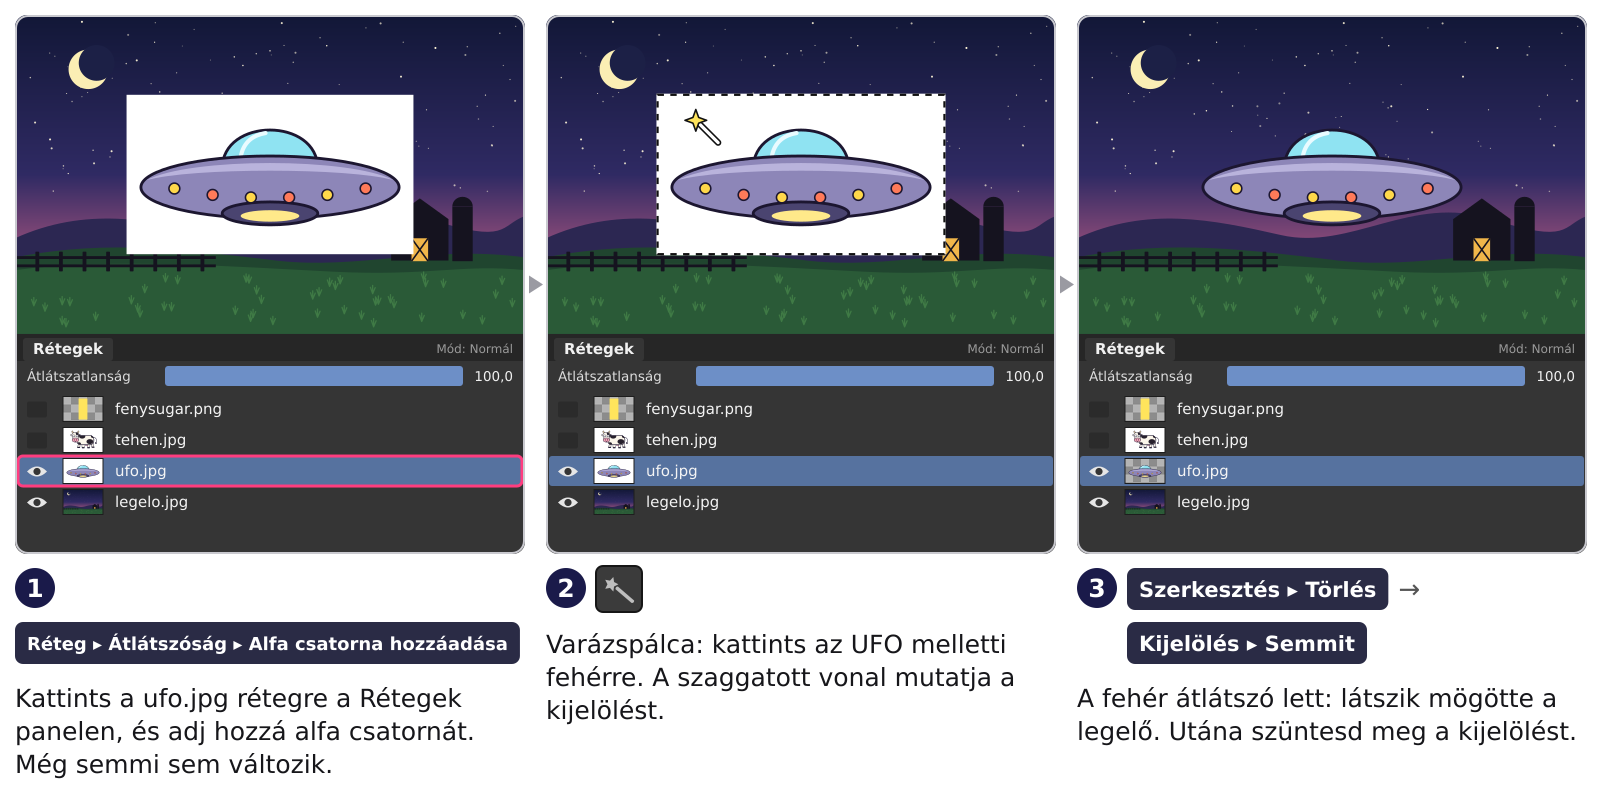 Rétegek
Mód: Normál
Átlátszatlanság
100,0
fenysugar.png
tehen.jpg
ufo.jpg
legelo.jpg
1
Réteg ▸ Átlátszóság ▸ Alfa csatorna hozzáadása
Kattints a ufo.jpg rétegre a Rétegek
panelen, és adj hozzá alfa csatornát.
Még semmi sem változik.
Rétegek
Mód: Normál
Átlátszatlanság
100,0
fenysugar.png
tehen.jpg
ufo.jpg
legelo.jpg
2
Varázspálca: kattints az UFO melletti
fehérre. A szaggatott vonal mutatja a
kijelölést.
Rétegek
Mód: Normál
Átlátszatlanság
100,0
fenysugar.png
tehen.jpg
ufo.jpg
legelo.jpg
3
Szerkesztés ▸ Törlés →
Kijelölés ▸ Semmit
A fehér átlátszó lett: látszik mögötte a
legelő. Utána szüntesd meg a kijelölést.